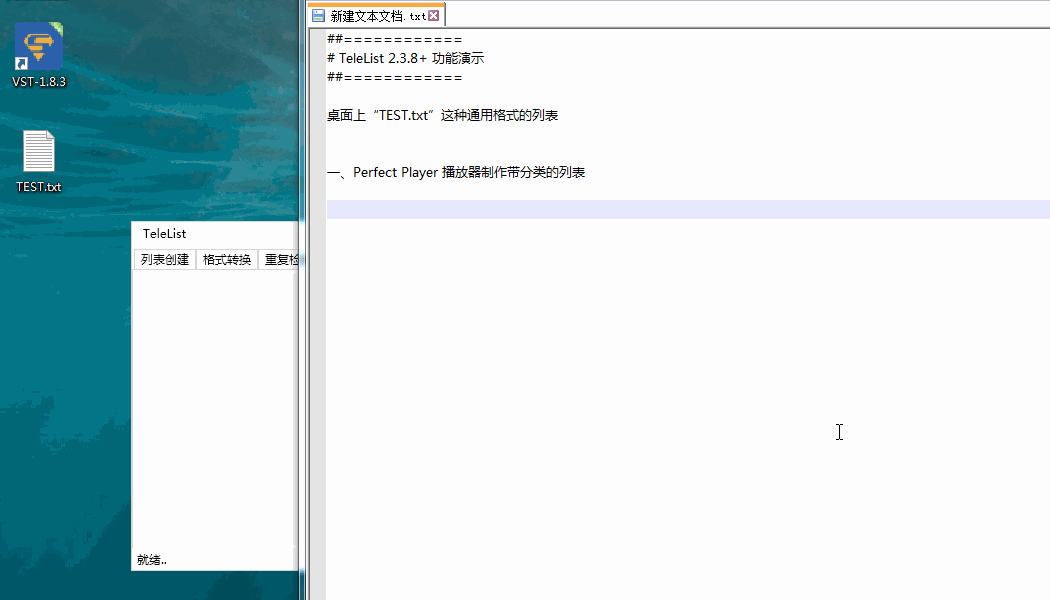 VST-1.8.3
TEST.txt
TeleList
列表创建 格式转换 重复检
就绪..
新建文本文档. txt
##============
# TeleList 2.3.8+ 功能演示
##============
桌面上“TEST.txt”这种通用格式的列表
一、Perfect Player 播放器制作带分类的列表